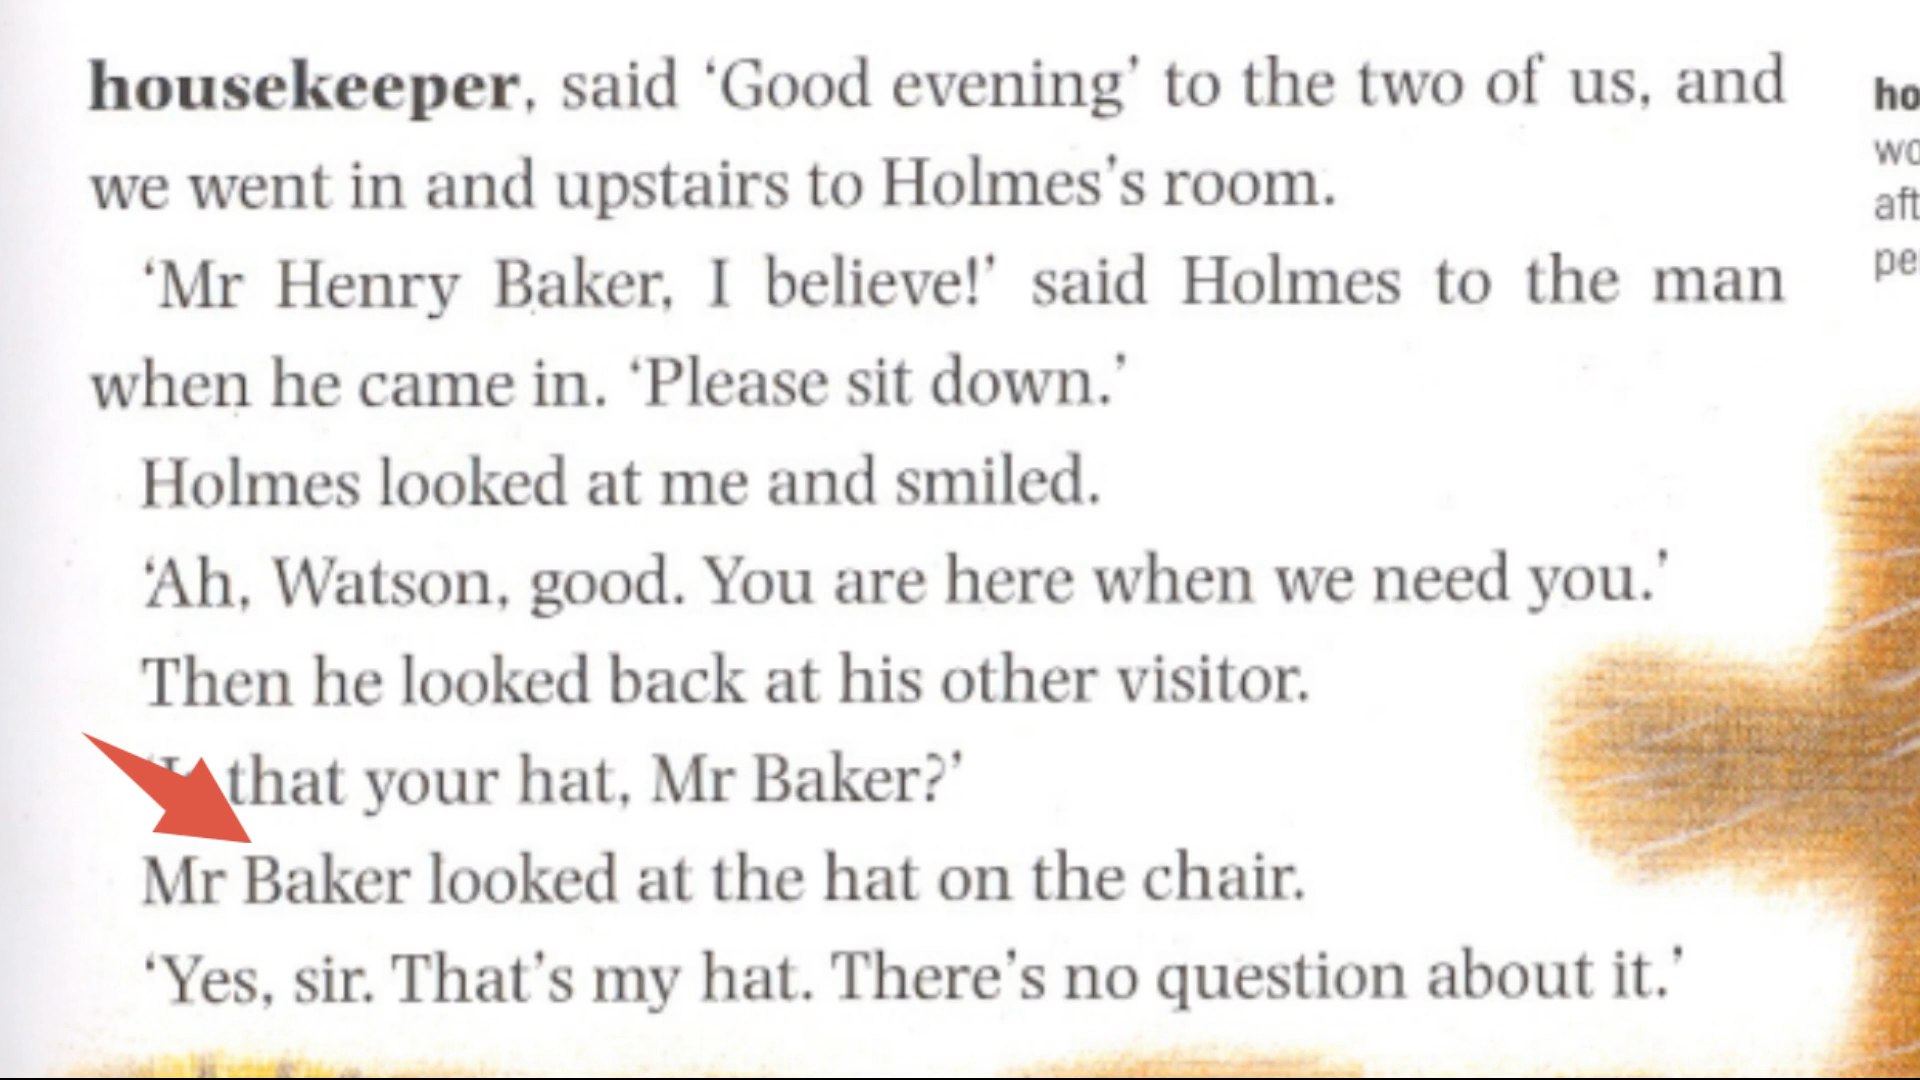 housekeeper, said ‘Good evening’ to the two of us, and
we went in and upstairs to Holmes’s room.
‘Mr Henry Baker, I believe!’ said Holmes to the man
when he came in. ‘Please sit down.’
Holmes looked at me and smiled.
‘Ah, Watson, good. You are here when we need you.’
Then he looked back at his other visitor.
that your hat, Mr Baker?’
Mr Baker looked at the hat on the chair.
‘Yes, sir. That’s my hat. There’s no question about it.’